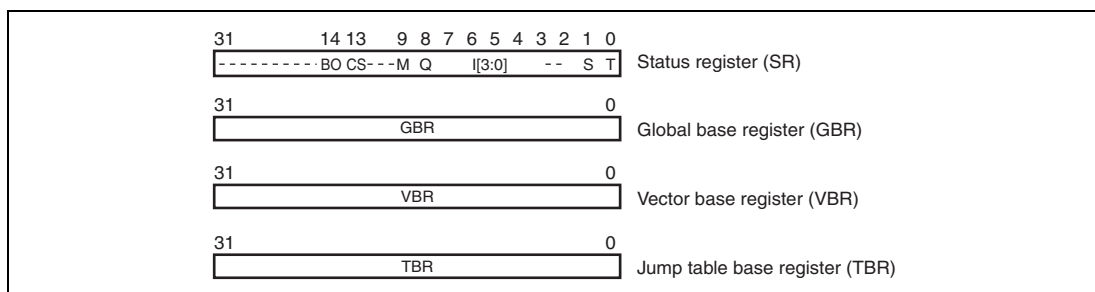 31 14 13 9 8 7 6 5 4 3 2 1 0
---------- BO CS---M Q I[3:0] -- S T Status register (SR)
31 0
GBR Global base register (GBR)
31 0
VBR Vector base register (VBR)
31 0
TBR Jump table base register (TBR)